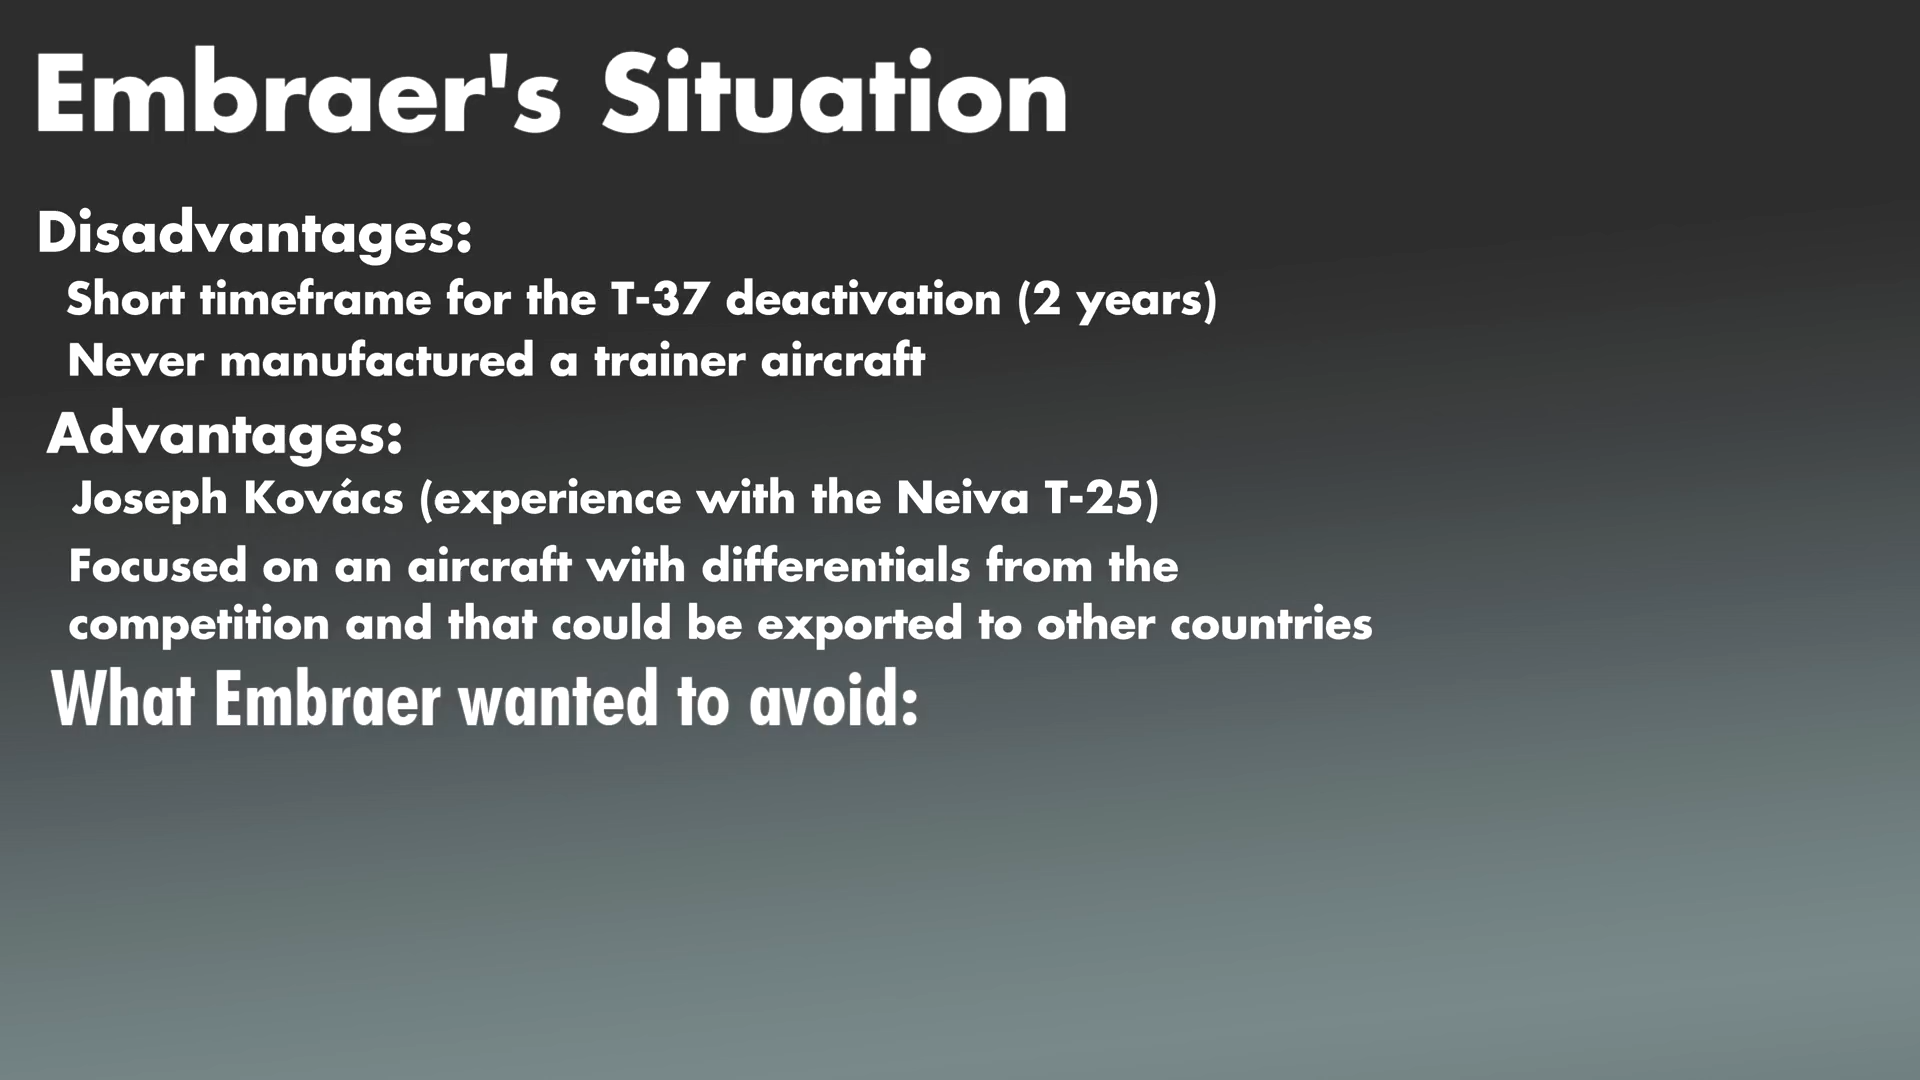 Embraer's Situation
Disadvantages:
Short timeframe for the T-37 deactivation (2 years)
Never manufactured a trainer aircraft
Advantages:
Joseph Kovács (experience with the Neiva T-25)
Focused on an aircraft with differentials from the
competition and that could be exported to other countries
What Embraer wanted to avoid: